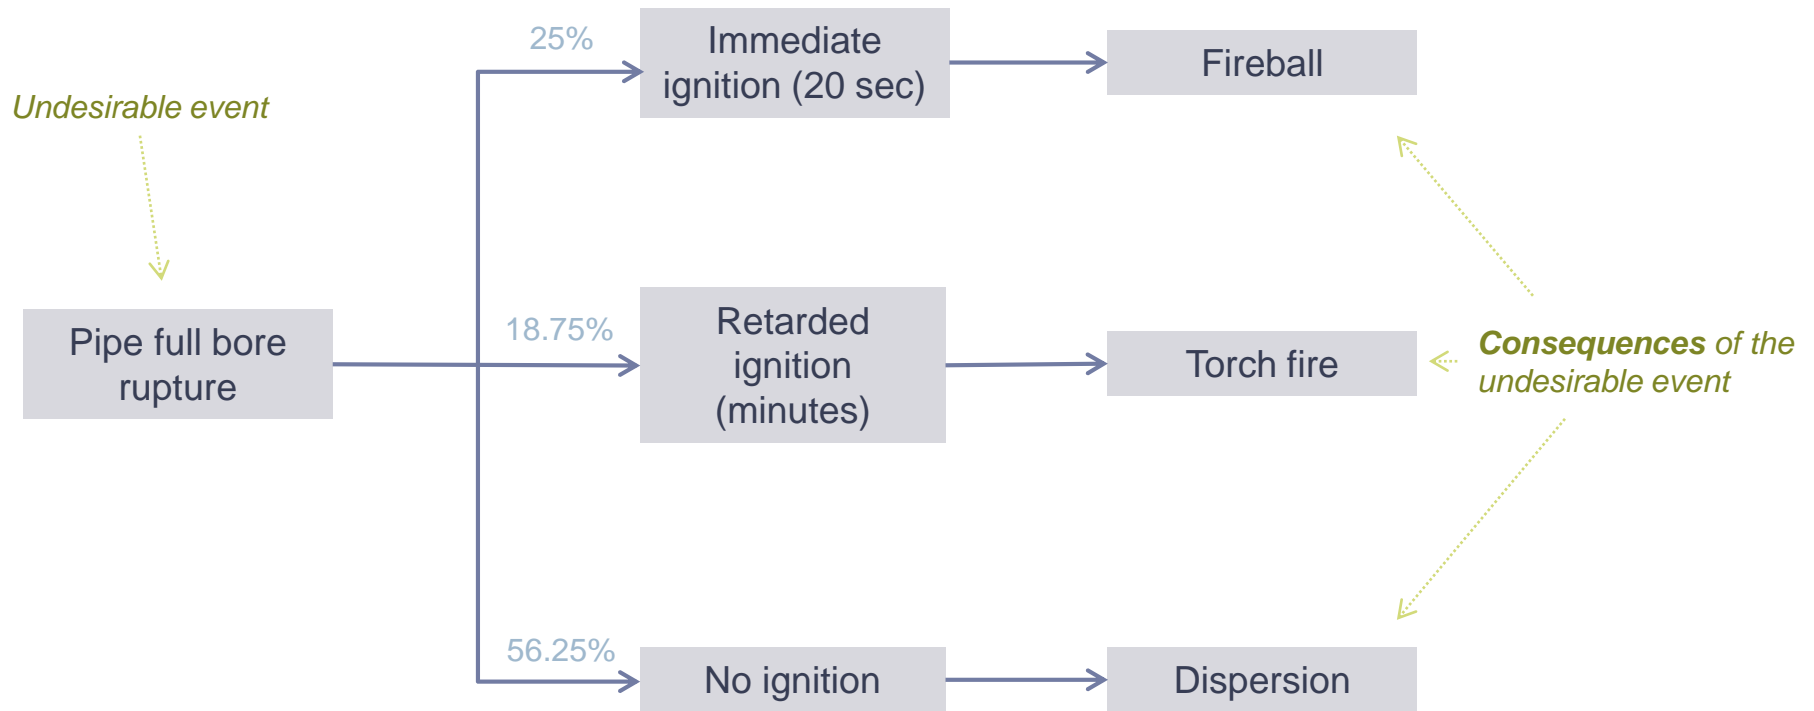 Undesirable event
Pipe full bore
rupture
25%
Immediate
ignition (20 sec)
Fireball
18.75%
Retarded
ignition
(minutes)
Torch fire
56.25%
No ignition
Dispersion
Consequences of the
undesirable event